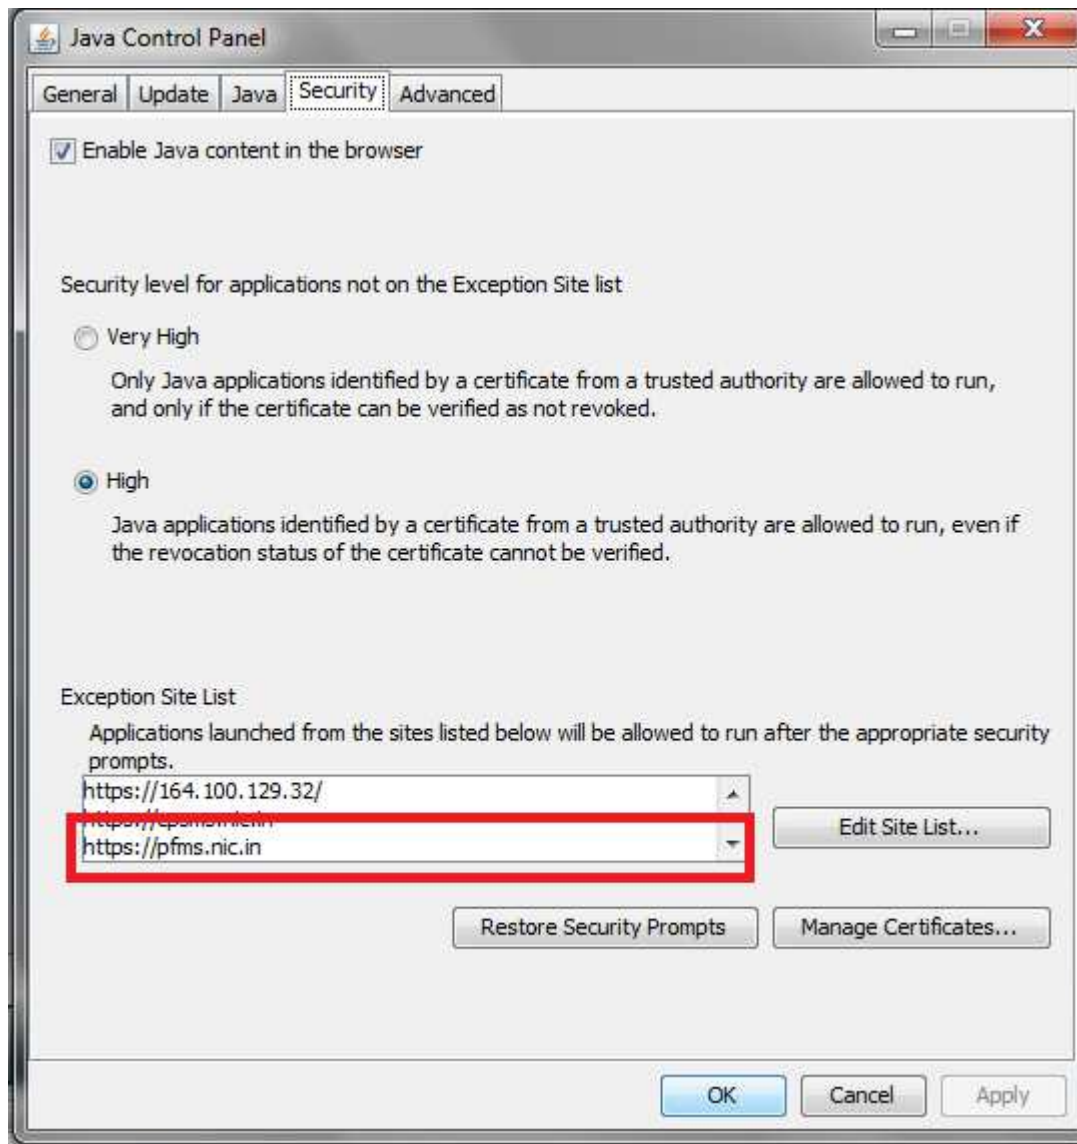 Java Control Panel
General Update Java Security Advanced
Enable Java content in the browser
Security level for applications not on the Exception Site list
Very High
Only Java applications identified by a certificate from a trusted authority are allowed to run,
and only if the certificate can be verified as not revoked.
High
Java applications identified by a certificate from a trusted authority are allowed to run, even if
the revocation status of the certificate cannot be verified.
Exception Site List
Applications launched from the sites listed below will be allowed to run after the appropriate security
prompts.
https://164.100.129.32/
https://pfms.nic.in
Edit Site List...
Restore Security Prompts Manage Certificates...
OK Cancel Apply